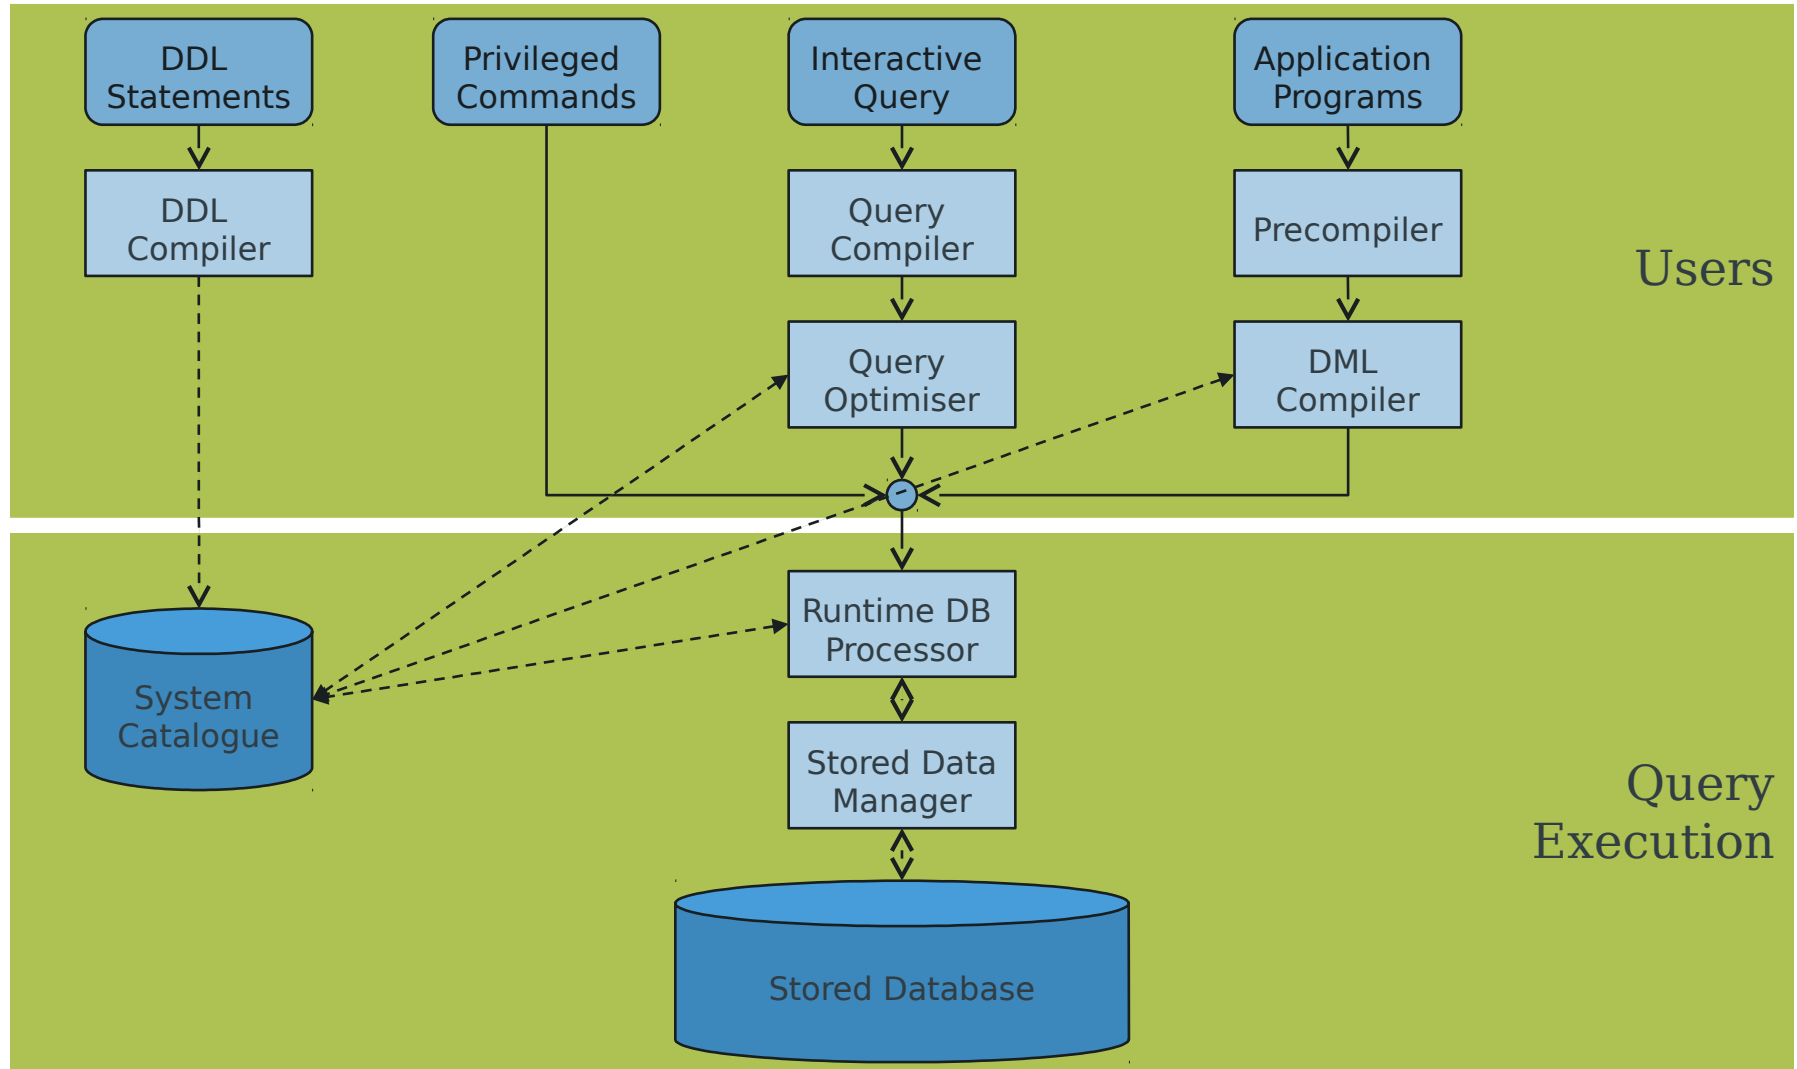 DDL
Statements
Privileged
Commands
Interactive
Query
Application
Programs
DDL
Compiler
Query
Compiler
Precompiler
Users
Query
Optimiser
DML
Compiler
Runtime DB
Processor
System
Catalogue
Stored Data
Manager
Query
Execution
Stored Database